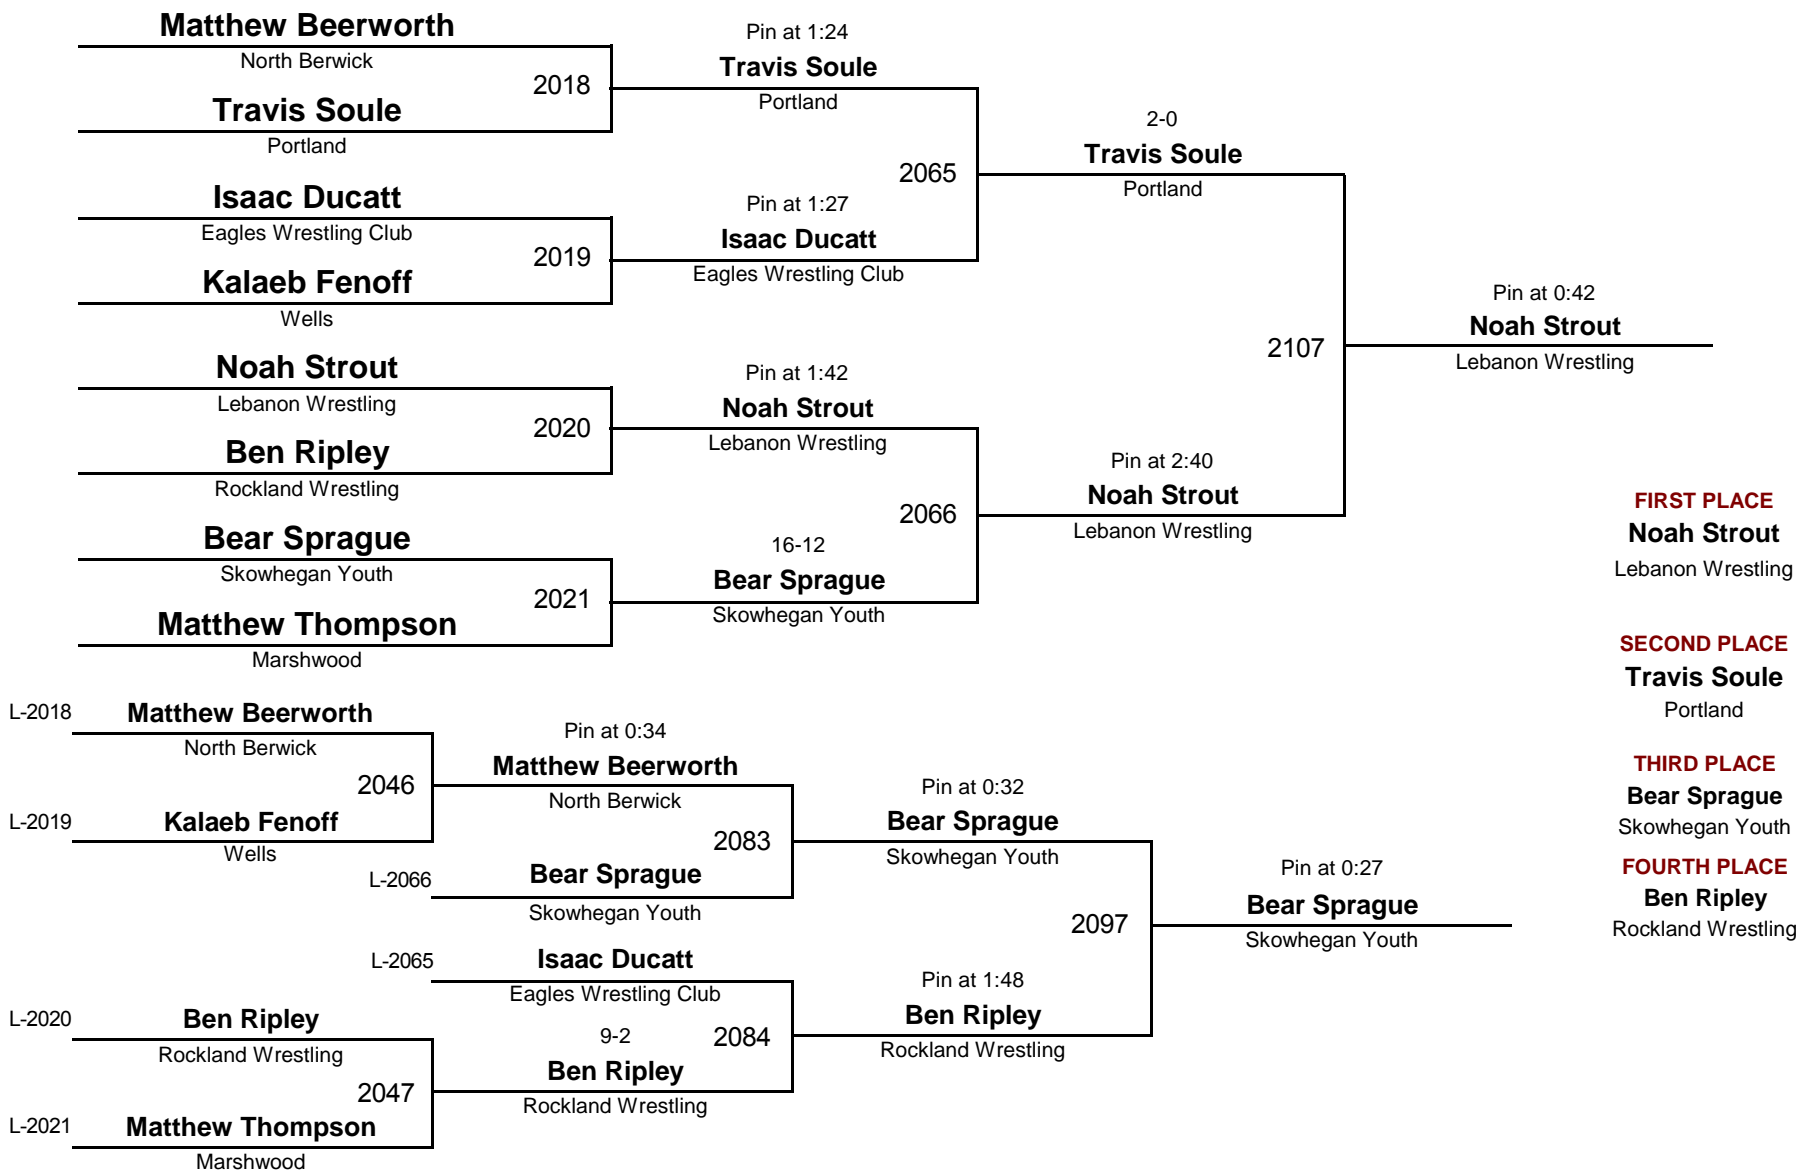 Matthew Beerworth
North Berwick
2018
Travis Soule
Portland
Isaac Ducatt
Eagles Wrestling Club
2019
Kalaeb Fenoff
Wells
Noah Strout
Lebanon Wrestling
2020
Ben Ripley
Rockland Wrestling
Bear Sprague
Skowhegan Youth
2021
Matthew Thompson
Marshwood
Pin at 1:24
Travis Soule
Portland
2065
Pin at 1:27
Isaac Ducatt
Eagles Wrestling Club
Pin at 1:42
Noah Strout
Lebanon Wrestling
2066
16-12
Bear Sprague
Skowhegan Youth
2-0
Travis Soule
Portland
2107
Pin at 2:40
Noah Strout
Lebanon Wrestling
Pin at 0:42
Noah Strout
Lebanon Wrestling
FIRST PLACE
Noah Strout
Lebanon Wrestling
SECOND PLACE
Travis Soule
Portland
THIRD PLACE
Bear Sprague
Skowhegan Youth
FOURTH PLACE
Ben Ripley
Rockland Wrestling
L-2018
Matthew Beerworth
North Berwick
2046
L-2019
Kalaeb Fenoff
Wells
Pin at 0:34
Matthew Beerworth
North Berwick
2083
L-2066
Bear Sprague
Skowhegan Youth
L-2065
Isaac Ducatt
Eagles Wrestling Club
L-2020
Ben Ripley
Rockland Wrestling
2047
L-2021
Matthew Thompson
Marshwood
9-2
2084
Ben Ripley
Rockland Wrestling
Pin at 0:32
Bear Sprague
Skowhegan Youth
2097
Pin at 1:48
Ben Ripley
Rockland Wrestling
Pin at 0:27
Bear Sprague
Skowhegan Youth